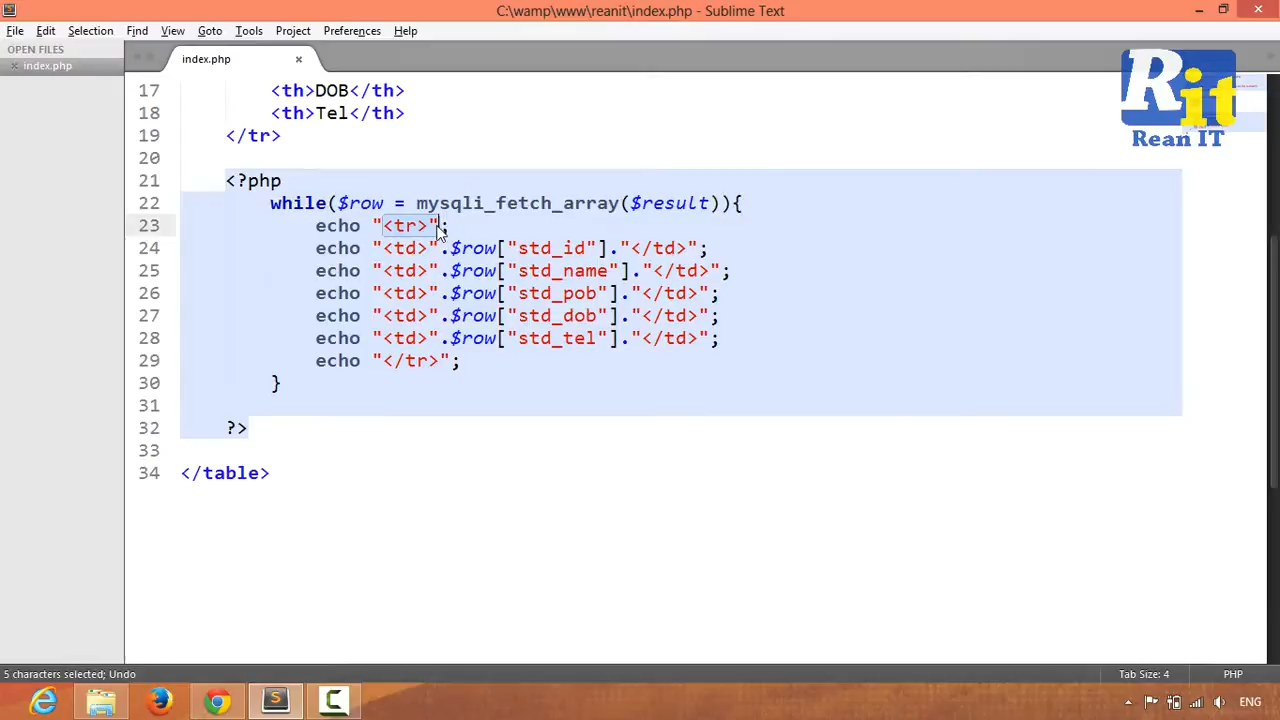 C:\wamp\www\reanit\index.php - Sublime Text
File Edit Selection Find View Goto Tools Project Preferences Help
OPEN FILES
index.php
index.php
17 <th>DOB</th>
18 <th>Tel</th>
19 </tr>
20
21 <?php
22 while($row = mysqli_fetch_array($result)){
23 echo "<tr>";
24 echo "<td>".$row["std_id"]."</td>";
25 echo "<td>".$row["std_name"]."</td>";
26 echo "<td>".$row["std_pob"]."</td>";
27 echo "<td>".$row["std_dob"]."</td>";
28 echo "<td>".$row["std_tel"]."</td>";
29 echo "</tr>";
30 }
31
32 ?>
33
34 </table>
Rit
Rean IT
5 characters selected; Undo
Tab Size: 4
PHP
ENG